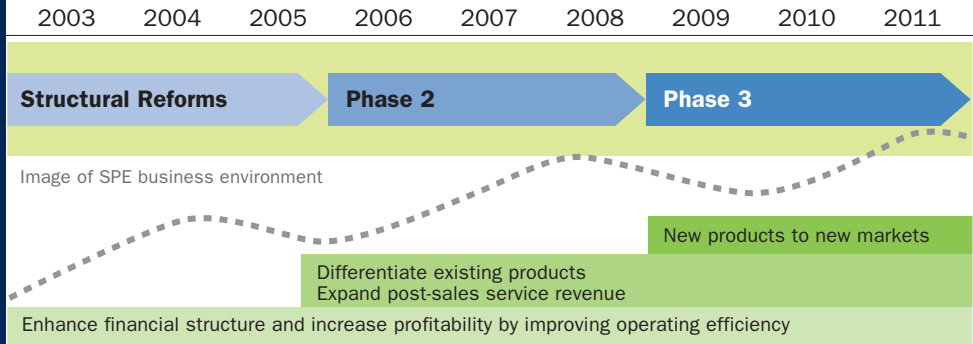 2003 2004 2005 2006 2007 2008 2009 2010 2011
Structural Reforms Phase 2 Phase 3
Image of SPE business environment
New products to new markets
Differentiate existing products
Expand post-sales service revenue
Enhance financial structure and increase profitability by improving operating efficiency